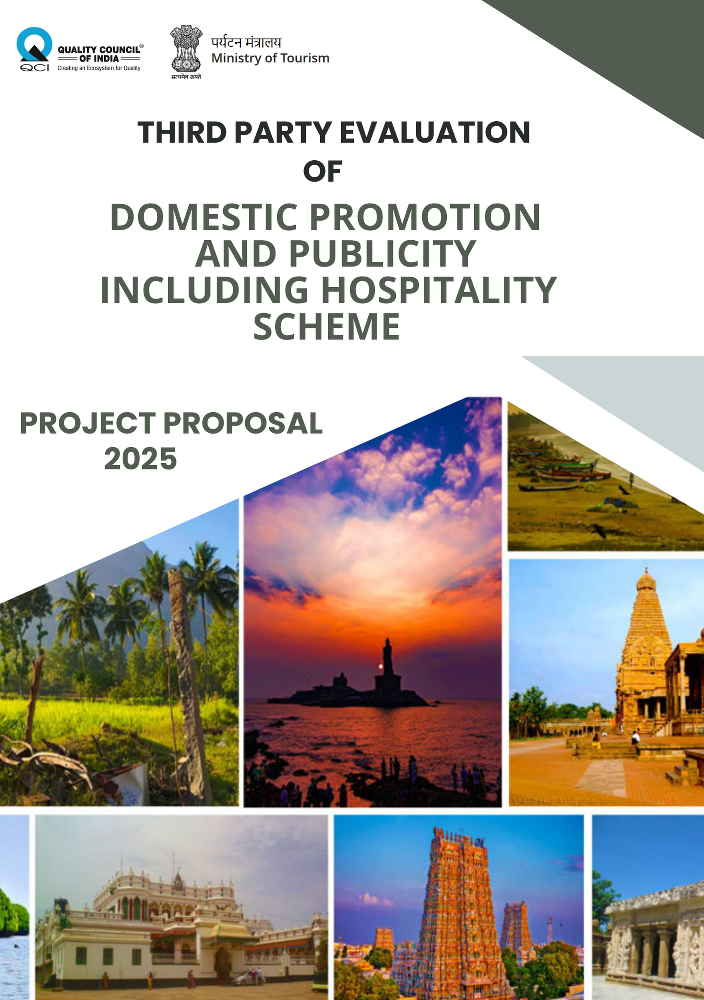 QUALITY COUNCIL®
OF INDIA
QCI
Creating an Ecosystem for Quality
सत्यमेव जयते
पर्यटन मंत्रालय
Ministry of Tourism
THIRD PARTY EVALUATION
OF
DOMESTIC PROMOTION
AND PUBLICITY
INCLUDING HOSPITALITY
SCHEME
PROJECT PROPOSAL
2025